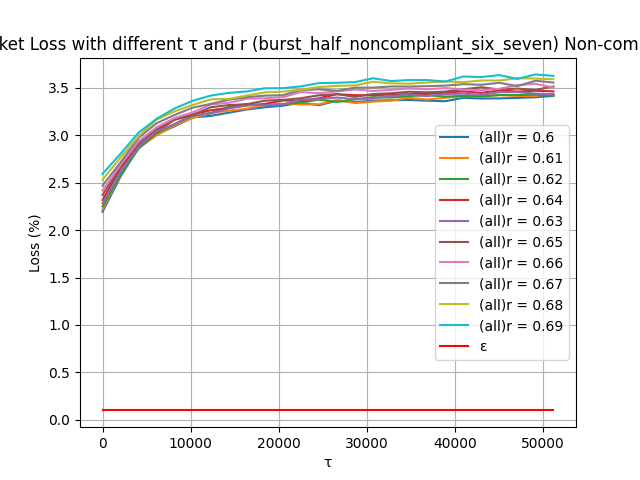 ket Loss with different τ and r (burst_half_noncompliant_six_seven) Non-com
Loss (%)
3.5
3.0
2.5
2.0
1.5
1.0
0.5
0.0
0
10000
20000
30000
40000
50000
τ
(all)r = 0.6
(all)r = 0.61
(all)r = 0.62
(all)r = 0.64
(all)r = 0.63
(all)r = 0.65
(all)r = 0.66
(all)r = 0.67
(all)r = 0.68
(all)r = 0.69
ε